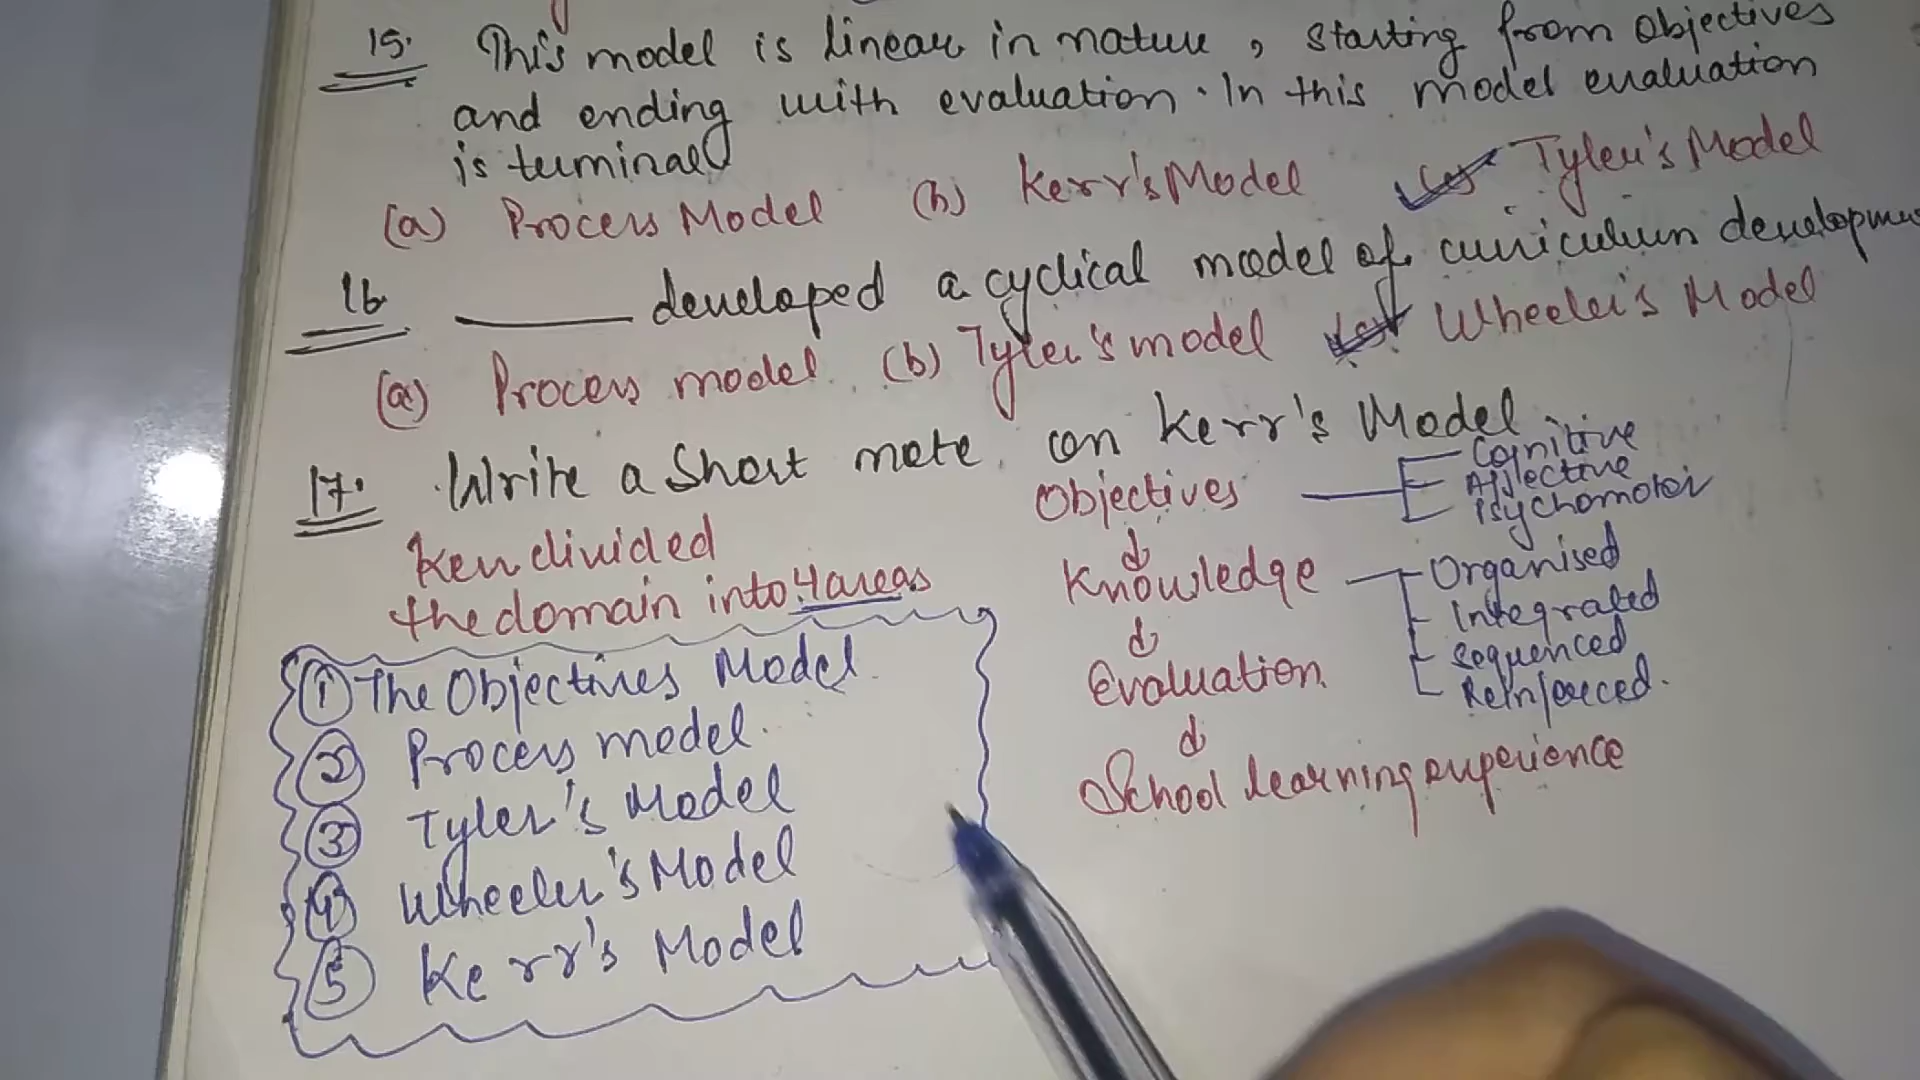 15. This model is linear in nature, starting from objectives
and ending with evaluation. In this model evaluation
is terminal
(a) Process Model (b) Kerr's Model (c) Tyler's Model
16. ______ developed a cyclical model of curriculum
(a) Process model. (b) Tyler's model (c) Wheeler's Model
17. Write a short note on Kerr's Model.
Kerr divided
the domain into 4 areas
① The Objectives Model
② Process model.
③ Tyler's Model
④ Wheeler's Model
⑤ Kerr's Model
Objectives
Cognitive
Affective
Psychomotor
Knowledge
Organised
Integrated
Sequenced
Reinforced.
Evaluation
School learning experience